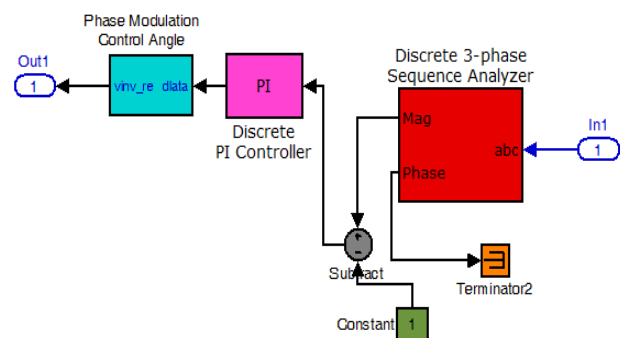 Phase Modulation
Control Angle
Discrete 3-phase
Sequence Analyzer
Out1
1
vinv_re dlata
PI
Discrete
PI Controller
Mag
Phase
abc
In1
1
Subtract
Terminator2
Constant
1